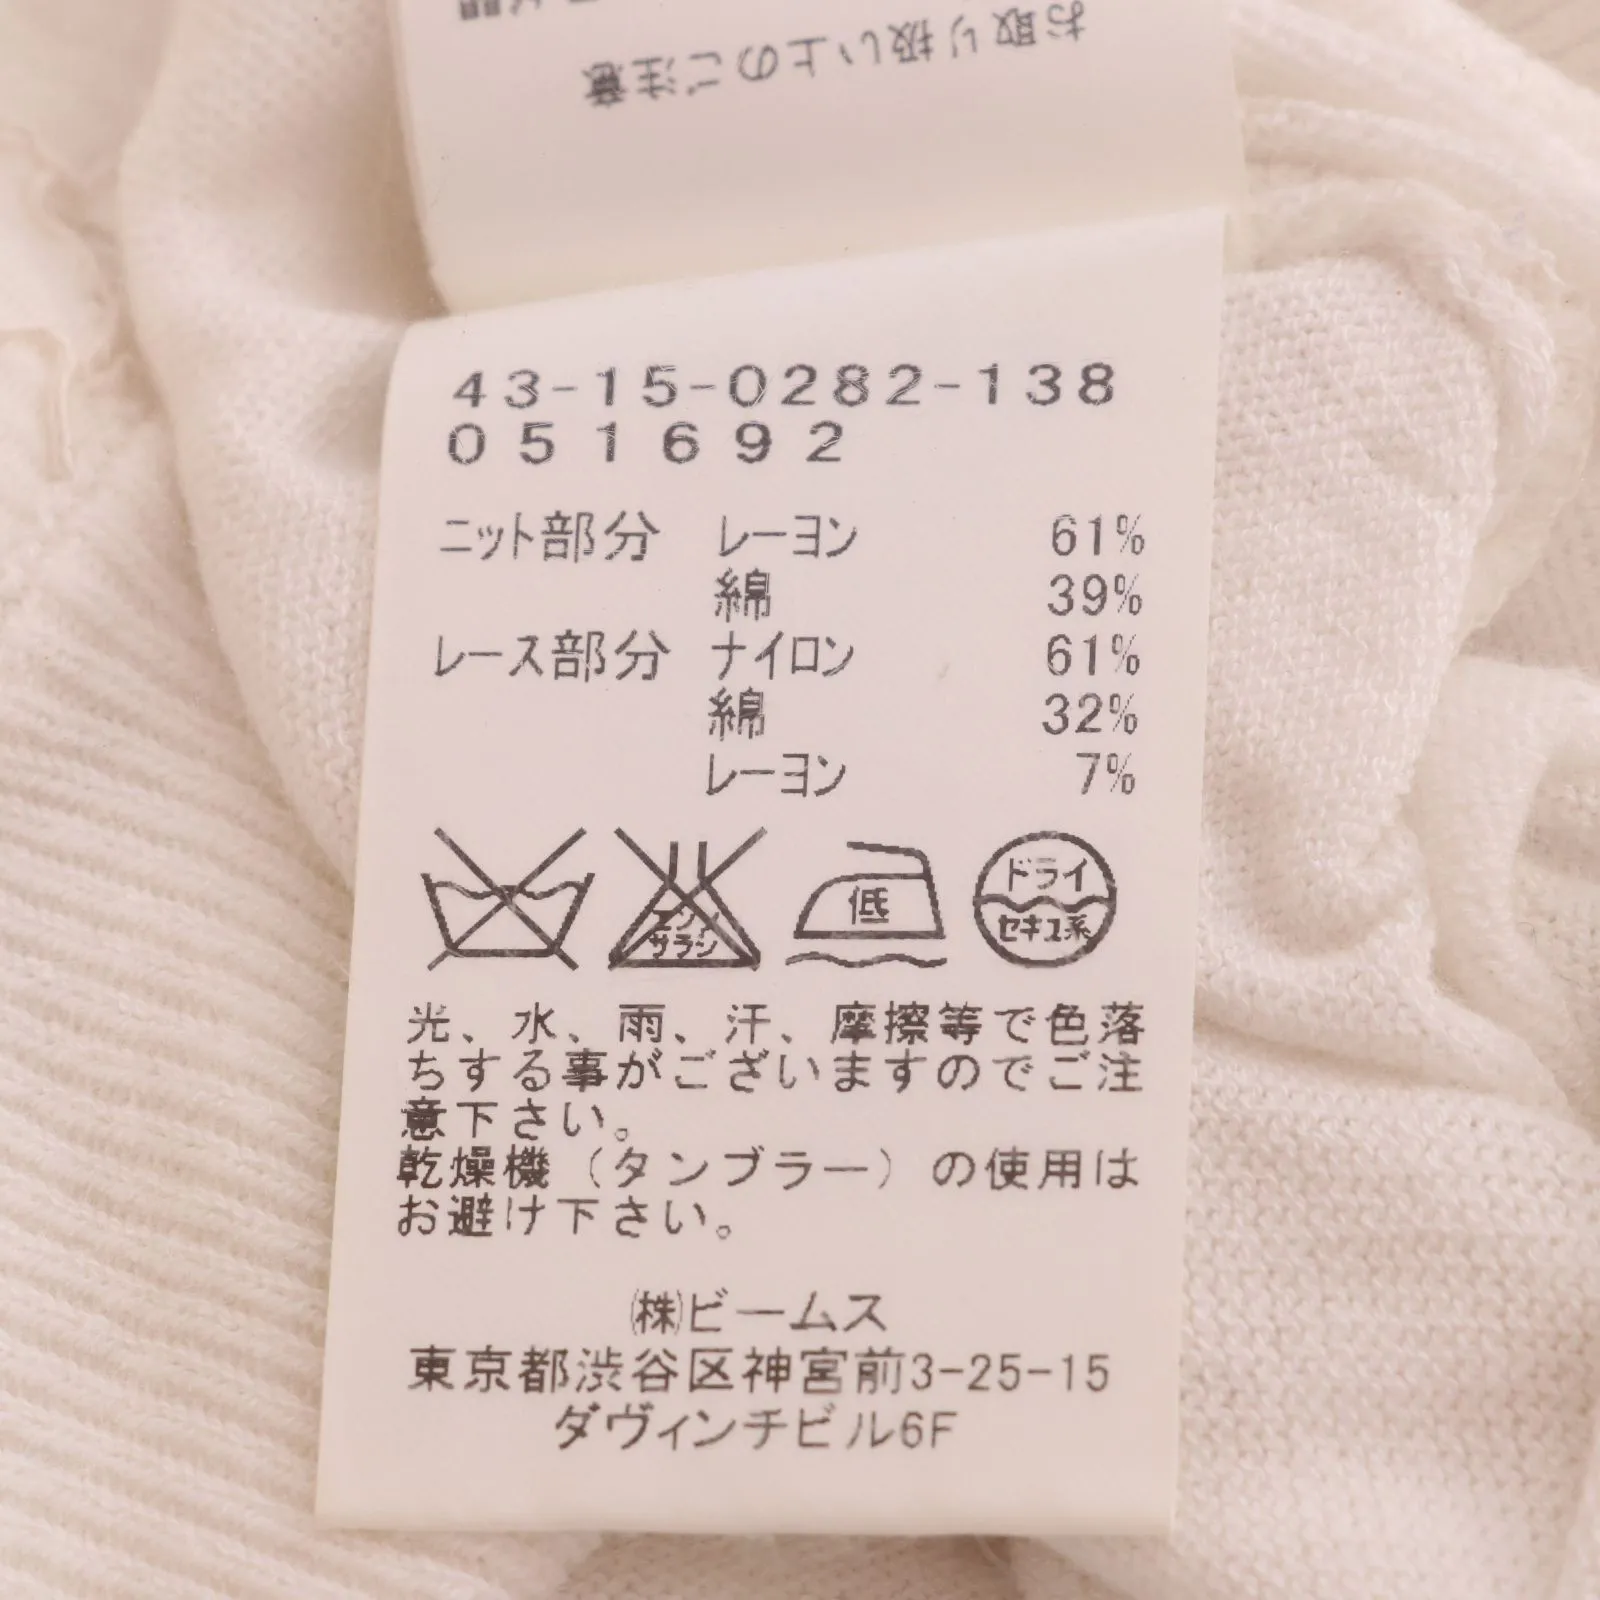 お取り扱い上のご注意
43-15-0282-138
051692
ニット部分 レーヨン 61%
綿 39%
レース部分 ナイロン 61%
綿 32%
レーヨン 7%
エンソ
サラシ
低
ドライ
セキユ系
光、水、雨、汗、摩擦等で色落
ちする事がございますのでご注
意下さい。
乾燥機（タンブラー）の使用は
お避け下さい。
㈱ビームス
東京都渋谷区神宮前3-25-15
ダヴィンチビル6F